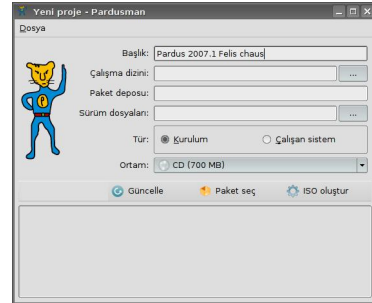 Yeni proje - Pardusman
Dosya
Başlık: Pardus 2007.1 Felis chaus
Çalışma dizini: ...
Paket deposu:
Sürüm dosyaları: ...
Tür: Kurulum Çalışan sistem
Ortam: CD (700 MB)
Güncelle Paket seç ISO oluştur